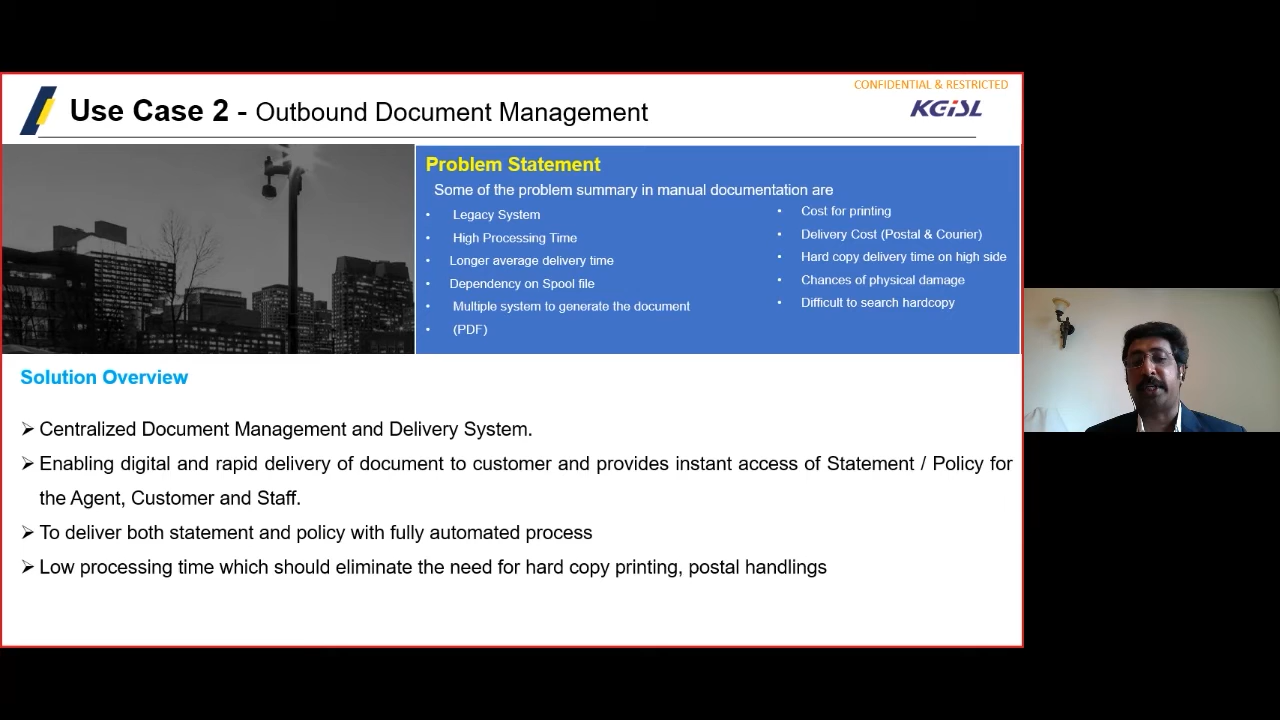 CONFIDENTIAL & RESTRICTED
KGiSL
Use Case 2 - Outbound Document Management
Problem Statement
Some of the problem summary in manual documentation are
• Legacy System
• High Processing Time
• Longer average delivery time
• Dependency on Spool file
• Multiple system to generate the document
• (PDF)
• Cost for printing
• Delivery Cost (Postal & Courier)
• Hard copy delivery time on high side
• Chances of physical damage
• Difficult to search hardcopy
Solution Overview
➢ Centralized Document Management and Delivery System.
➢ Enabling digital and rapid delivery of document to customer and provides instant access of Statement / Policy for
the Agent, Customer and Staff.
➢ To deliver both statement and policy with fully automated process
➢ Low processing time which should eliminate the need for hard copy printing, postal handlings